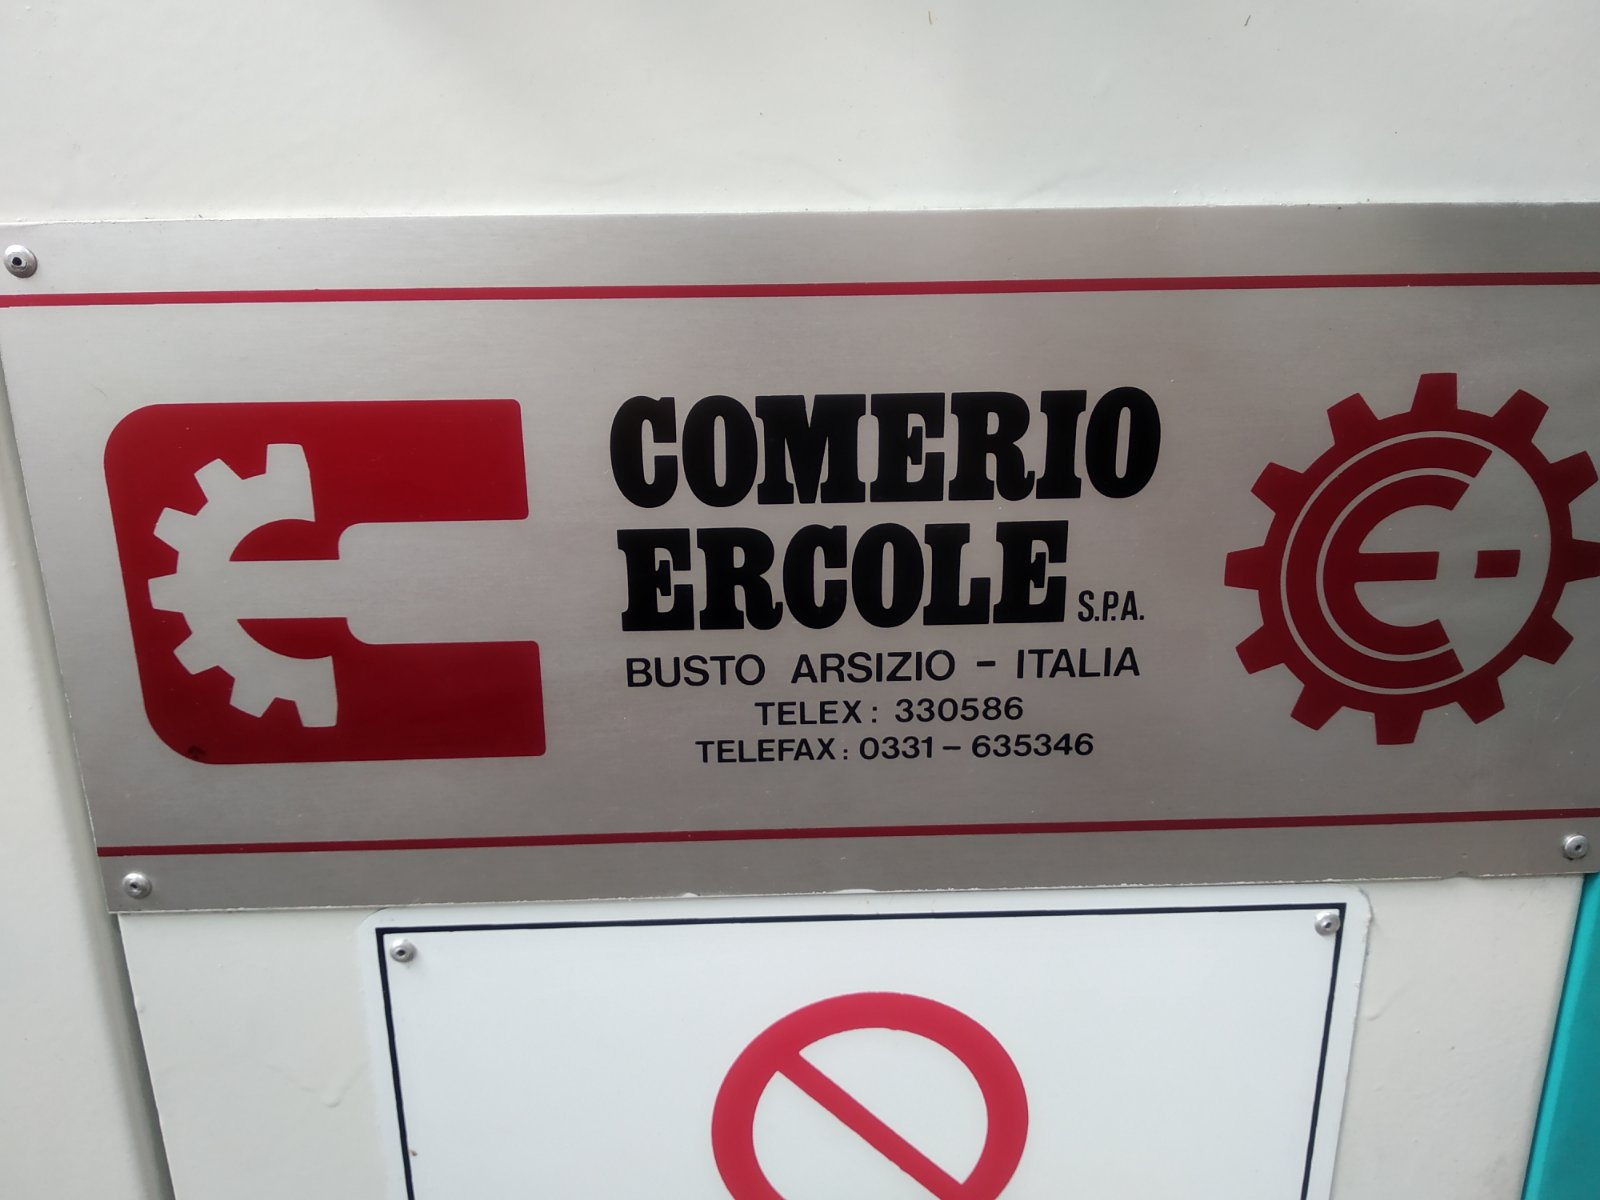 COMERIO
ERCOLE S.P.A.
BUSTO ARSIZIO - ITALIA
TELEX: 330586
TELEFAX: 0331-635346